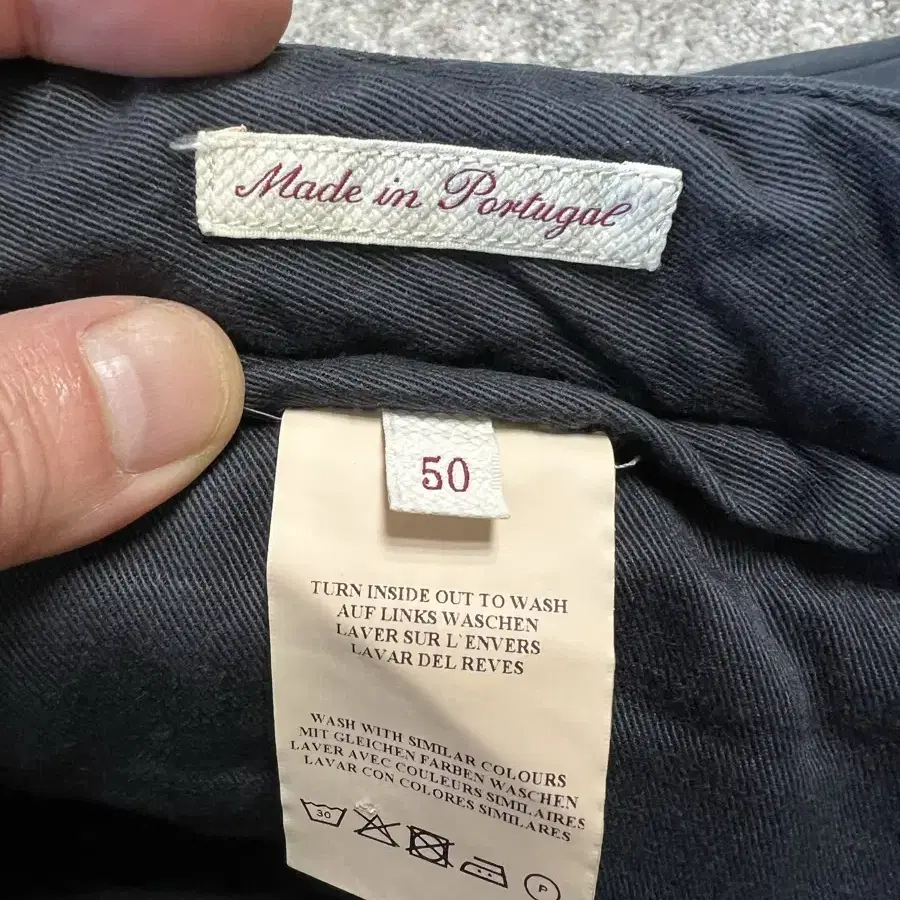 Made in Portugal
50
TURN INSIDE OUT TO WASH
AUF LINKS WASCHEN
LAVER SUR L`ENVERS
LAVAR DEL REVES
WASH WITH SIMILAR COLOURS
MIT GLEICHEN FARBEN WASCHEN
LAVER AVEC COULEURS SIMILAIRES
LAVAR CON COLORES SIMILARES
30 P